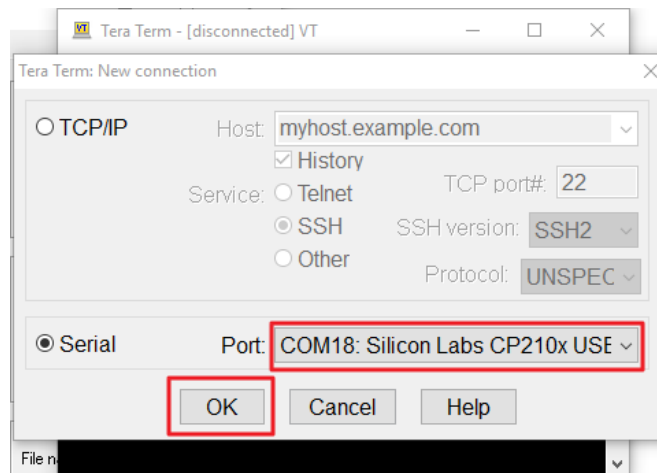 Tera Term - [disconnected] VT
Tera Term: New connection
TCP/IP
Host: myhost.example.com
History
Service: Telnet
TCP port#: 22
SSH
SSH version: SSH2
Other
Protocol: UNSPEC
Serial
Port: COM18: Silicon Labs CP210x USB
OK Cancel Help
File n